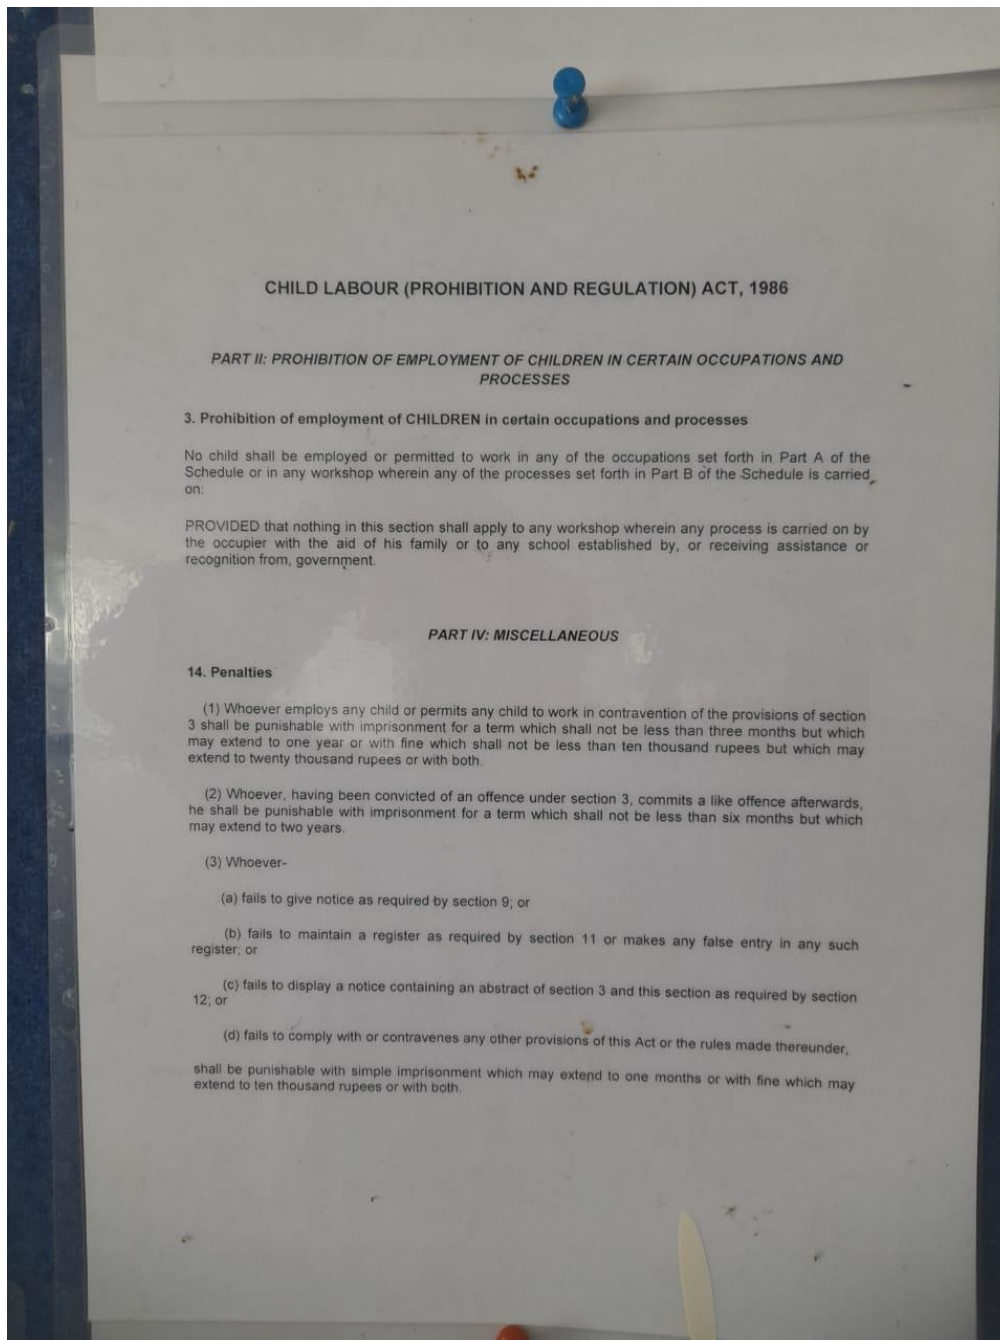 CHILD LABOUR (PROHIBITION AND REGULATION) ACT, 1986
PART II: PROHIBITION OF EMPLOYMENT OF CHILDREN IN CERTAIN OCCUPATIONS AND
PROCESSES
3. Prohibition of employment of CHILDREN in certain occupations and processes
No child shall be employed or permitted to work in any of the occupations set forth in Part A of the
Schedule or in any workshop wherein any of the processes set forth in Part B of the Schedule is carried
on:
PROVIDED that nothing in this section shall apply to any workshop wherein any process is carried on by
the occupier with the aid of his family or to any school established by, or receiving assistance or
recognition from, government.
PART IV: MISCELLANEOUS
14. Penalties
(1) Whoever employs any child or permits any child to work in contravention of the provisions of section
3 shall be punishable with imprisonment for a term which shall not be less than three months but which
may extend to one year or with fine which shall not be less than ten thousand rupees but which may
extend to twenty thousand rupees or with both.
(2) Whoever, having been convicted of an offence under section 3, commits a like offence afterwards,
he shall be punishable with imprisonment for a term which shall not be less than six months but which
may extend to two years.
(3) Whoever-
(a) fails to give notice as required by section 9; or
(b) fails to maintain a register as required by section 11 or makes any false entry in any such
register; or
(c) fails to display a notice containing an abstract of section 3 and this section as required by section
12; or
(d) fails to comply with or contravenes any other provisions of this Act or the rules made thereunder,
shall be punishable with simple imprisonment which may extend to one months or with fine which may
extend to ten thousand rupees or with both.